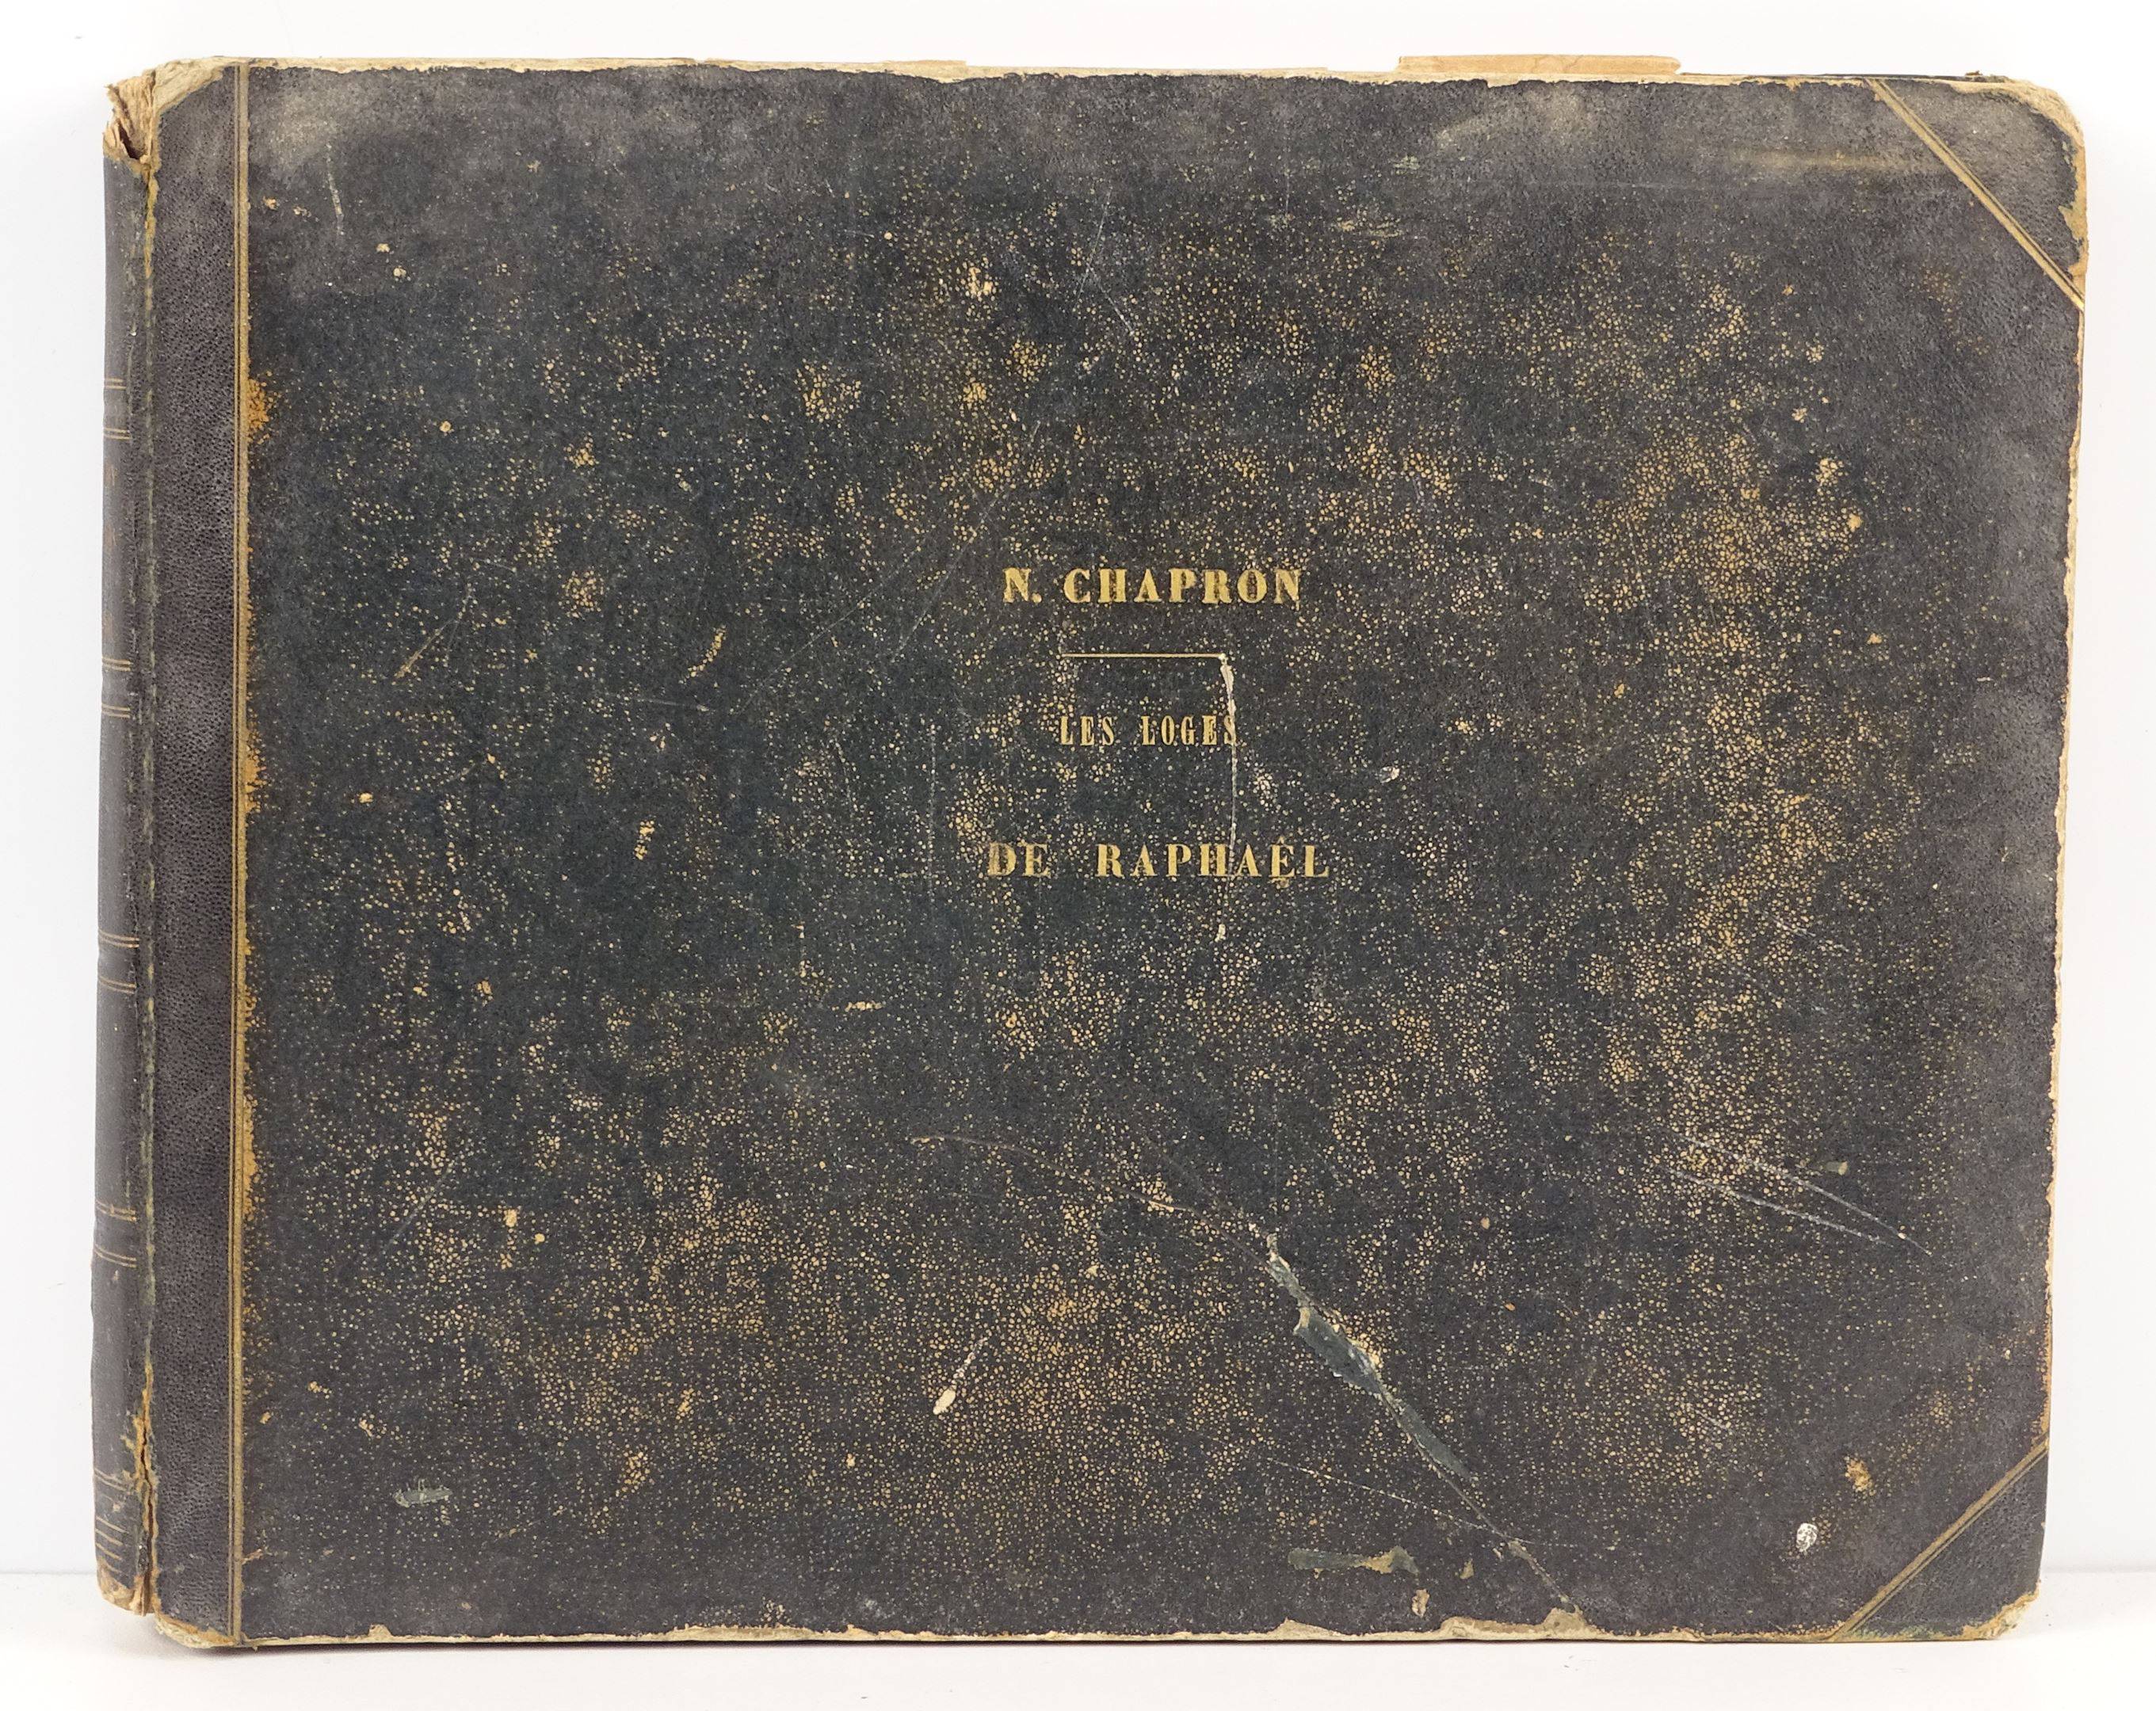 N. CHAPRON
LES LOGES
DE RAPHAEL